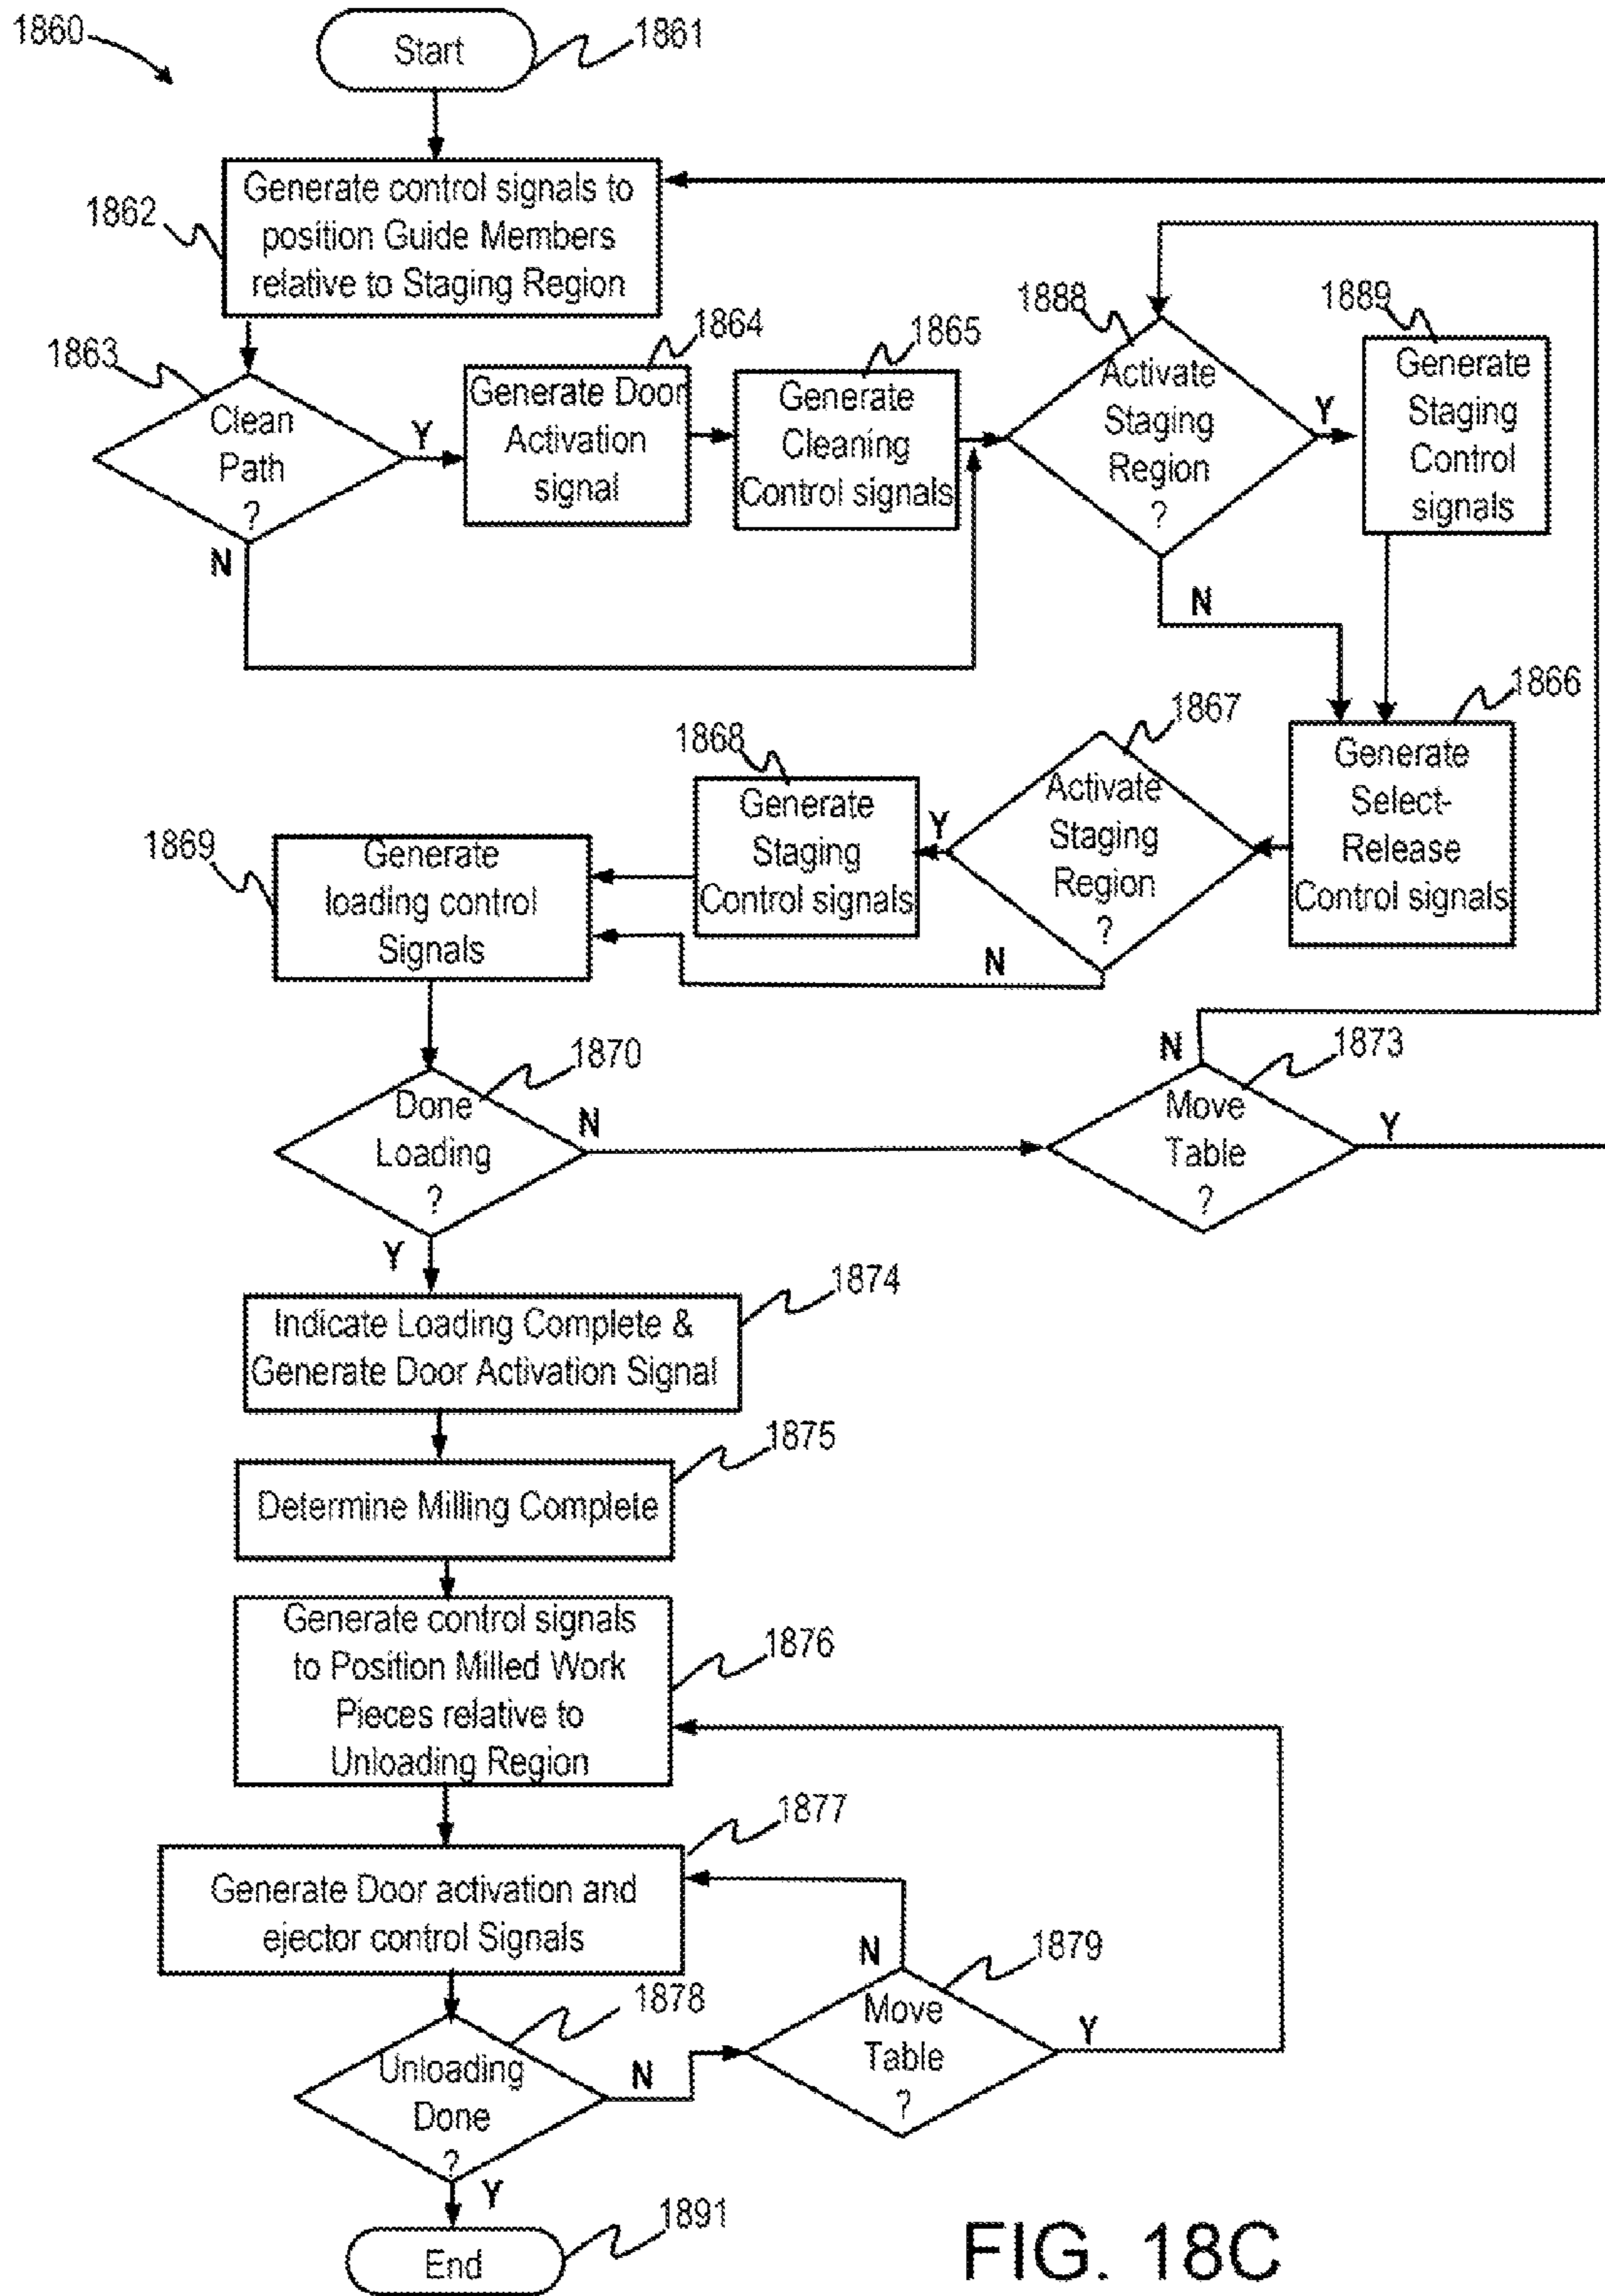 1860
Start
1861
Generate control signals to
position Guide Members
relative to Staging Region
1862
1863
Clean
Path
?
Y
N
1864
Generate Door
Activation
signal
1865
Generate
Cleaning
Control signals
1888
Activate
Staging
Region
?
Y
N
1889
Generate
Staging
Control
signals
1866
Generate
Select-
Release
Control signals
1867
Activate
Staging
Region
?
Y
N
1868
Generate
Staging
Control signals
1869
Generate
loading control
Signals
1870
Done
Loading
?
N
Y
1873
Move
Table
?
N
Y
1874
Indicate Loading Complete &
Generate Door Activation Signal
1875
Determine Milling Complete
1876
Generate control signals
to Position Milled Work
Pieces relative to
Unloading Region
1877
Generate Door activation and
ejector control Signals
1878
Unloading
Done
?
N
Y
1879
Move
Table
?
N
Y
1891
End
FIG. 18C